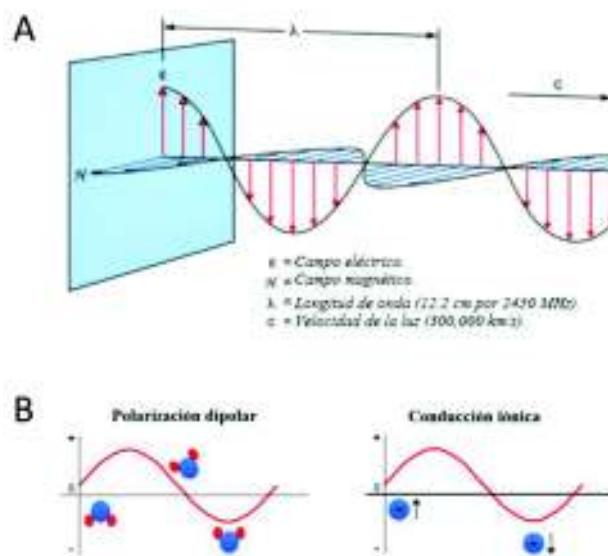 A
λ
ε
C
H
ε = Campo eléctrico
H = Campo magnético
λ = Longitud de onda (12.2 cm por 2450 MHz)
c = Velocidad de la luz (300,000 km/s)
B
Polarización dipolar
Conducción iónica
+
+
-
-